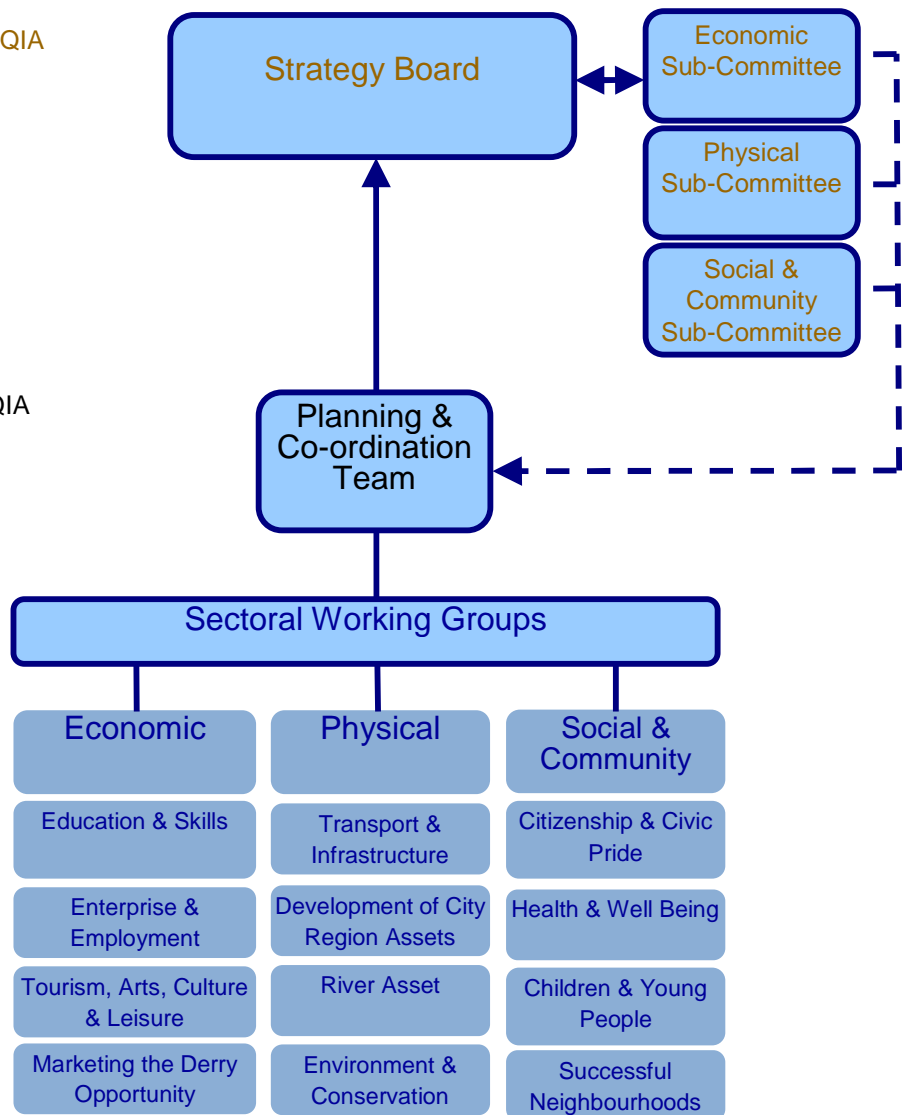 QIA
Strategy Board
Economic
Sub-Committee
Physical
Sub-Committee
Social &
Community
Sub-Committee
QIA
Planning &
Co-ordination
Team
Sectoral Working Groups
Economic
Physical
Social &
Community
Education & Skills
Transport &
Infrastructure
Citizenship & Civic
Pride
Enterprise &
Employment
Development of City
Region Assets
Health & Well Being
Tourism, Arts, Culture
& Leisure
River Asset
Children & Young
People
Marketing the Derry
Opportunity
Environment &
Conservation
Successful
Neighbourhoods